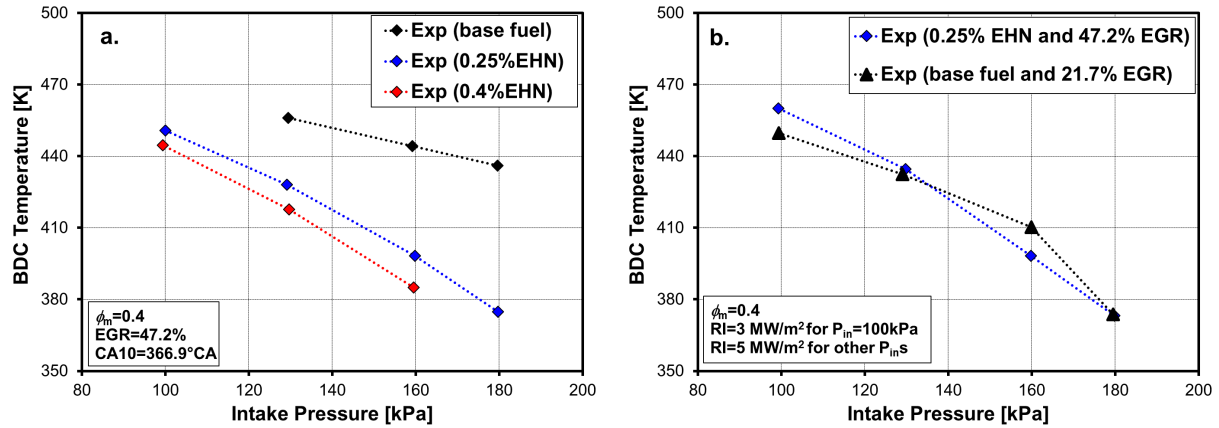 a.
Exp (base fuel)
Exp (0.25%EHN)
Exp (0.4%EHN)
500
470
440
410
380
350
BDC Temperature [K]
ϕm=0.4
EGR=47.2%
CA10=366.9°CA
80
100
120
140
160
180
200
Intake Pressure [kPa]
b.
Exp (0.25% EHN and 47.2% EGR)
Exp (base fuel and 21.7% EGR)
500
470
440
410
380
350
BDC Temperature [K]
ϕm=0.4
RI=3 MW/m² for Pin=100kPa
RI=5 MW/m² for other Pins
80
100
120
140
160
180
200
Intake Pressure [kPa]